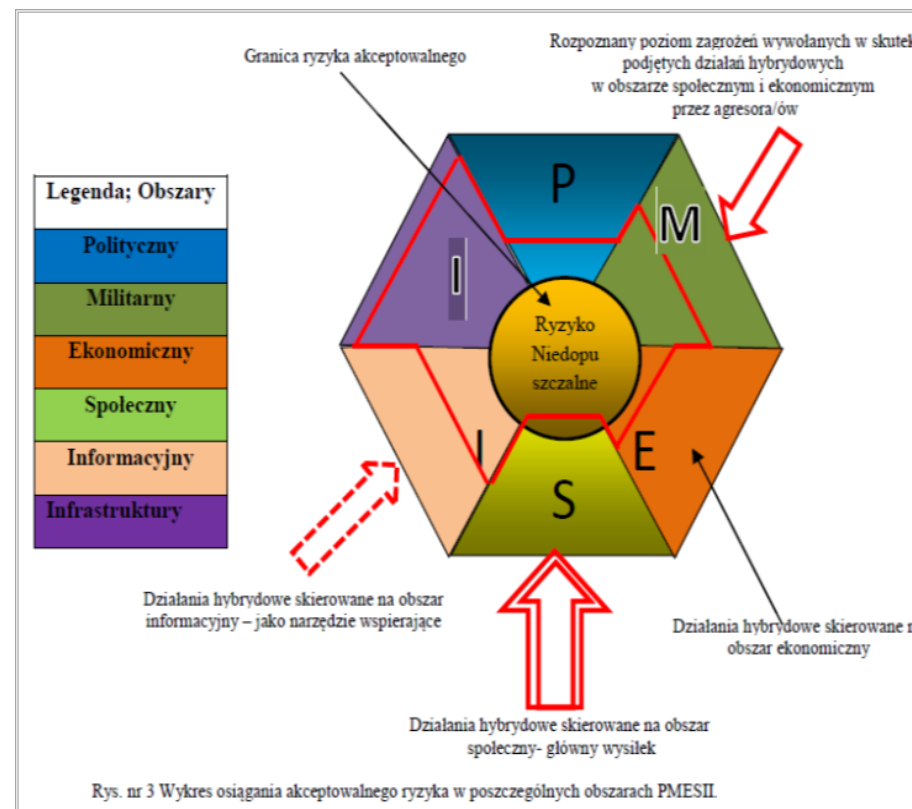 Granica ryzyka akceptowalnego
Rozpoznany poziom zagrożeń wywołanych w skutek
podjętych działań hybrydowych
w obszarze społecznym i ekonomicznym
przez agresora/ów
Legenda; Obszary
Polityczny
Militarny
Ekonomiczny
Społeczny
Informacyjny
Infrastruktury
P
M
I
Ryzyko
Niedopu
szczalne
I
E
S
Działania hybrydowe skierowane na obszar
informacyjny – jako narzędzie wspierające
Działania hybrydowe skierowane n
obszar ekonomiczny
Działania hybrydowe skierowane na obszar
społeczny- główny wysiłek
Rys. nr 3 Wykres osiągania akceptowalnego ryzyka w poszczególnych obszarach PMESII.